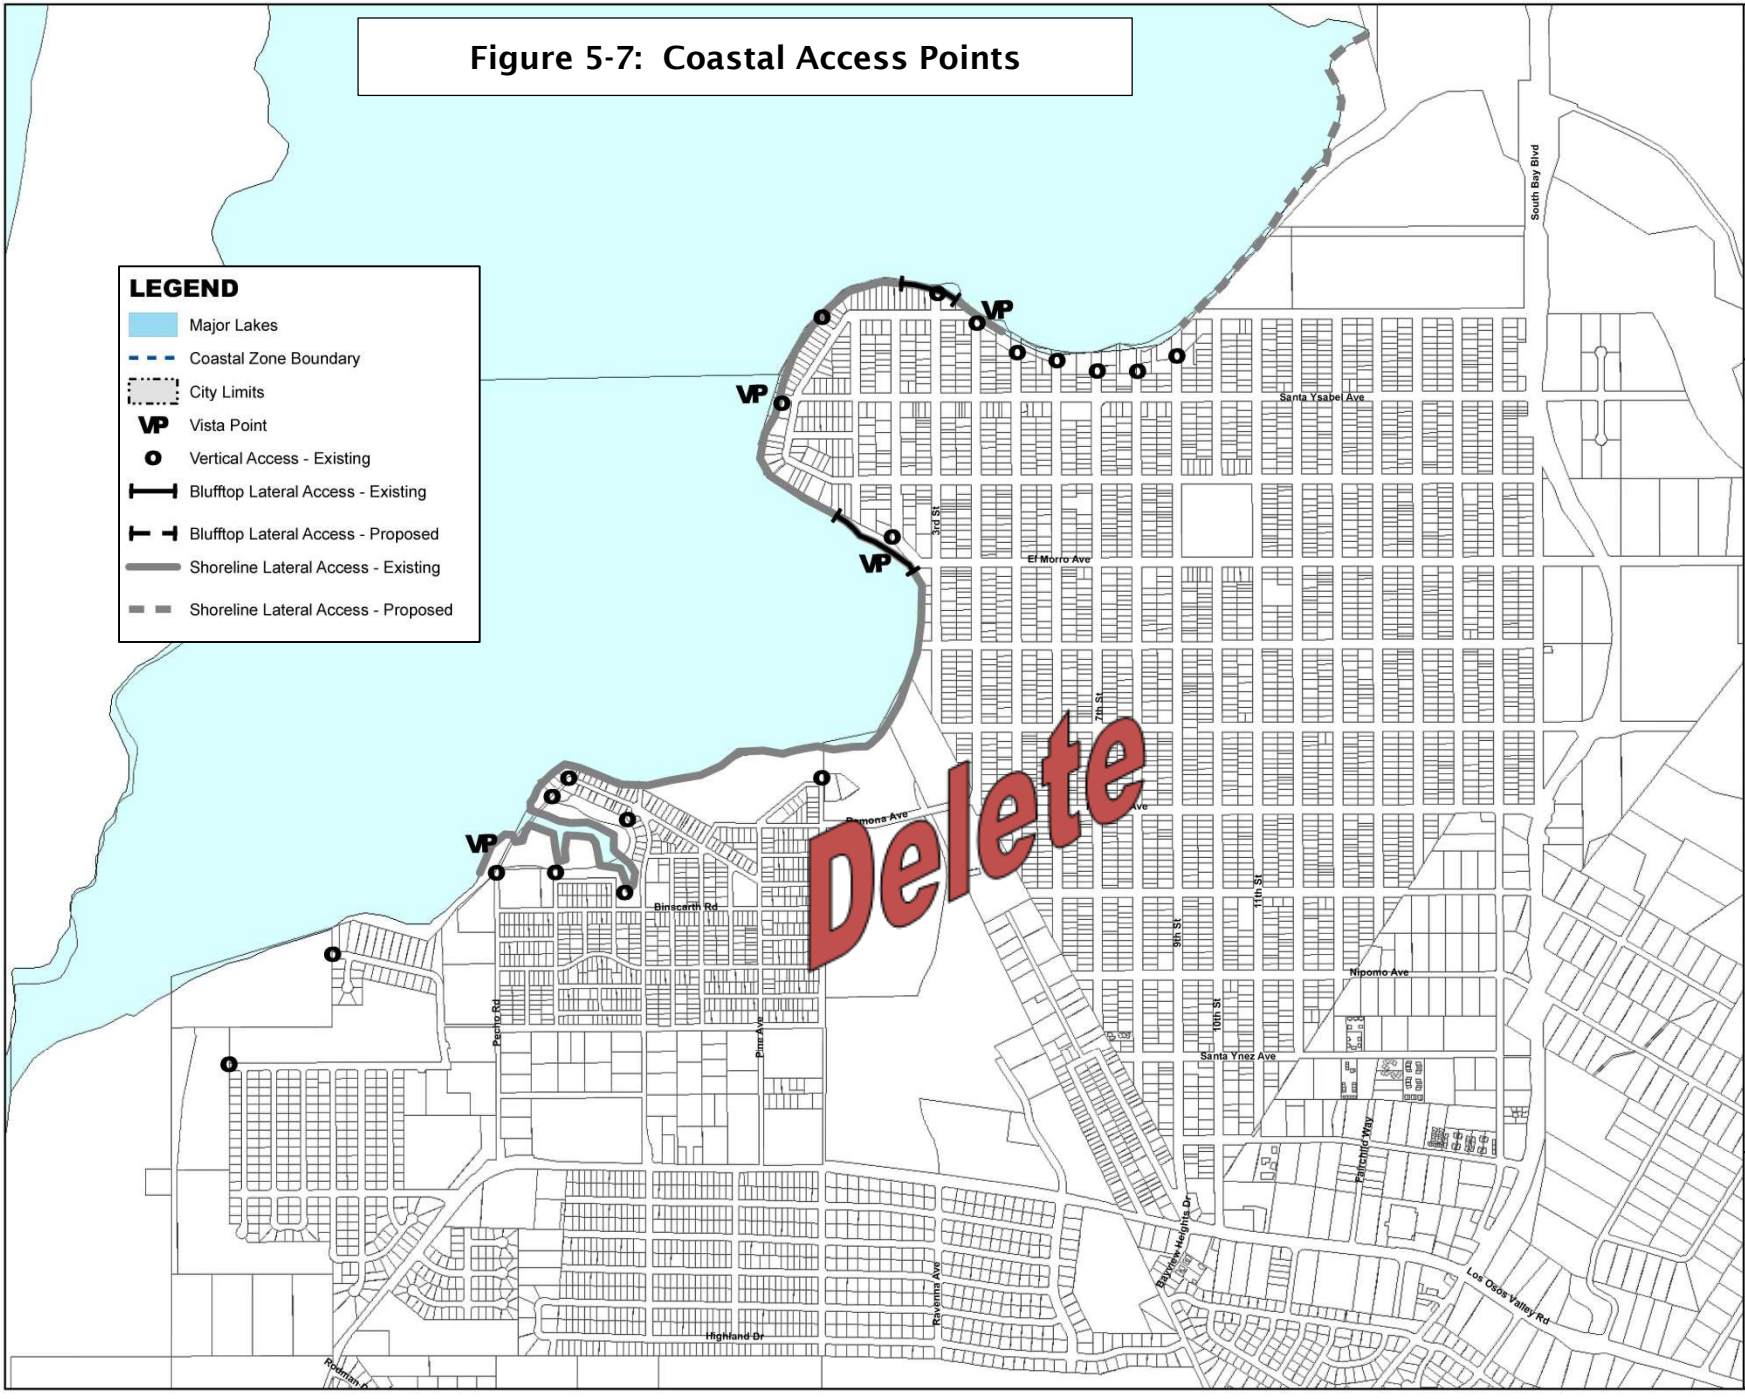 Figure 5-7: Coastal Access Points
South Bay Blvd
LEGEND
Major Lakes
Coastal Zone Boundary
City Limits
VP Vista Point
O Vertical Access - Existing
Blufftop Lateral Access - Existing
Blufftop Lateral Access - Proposed
Shoreline Lateral Access - Existing
Shoreline Lateral Access - Proposed
O
O
VP
O
O
O
O
O
O
VP
O
Santa Ysabel Ave
3rd St
O
VP
El Morro Ave
7th St
Delete
O
O
O
O
Ave
Ramona Ave
VP
O
O
O
Binscarth Rd
11th St
9th St
O
Nipomo Ave
Pecho Rd
Pine Ave
10th St
Santa Ynez Ave
O
Fairchild Way
Bayview Heights Dr
Ravenna Ave
Los Osos Valley Rd
Highland Dr
Rodman D